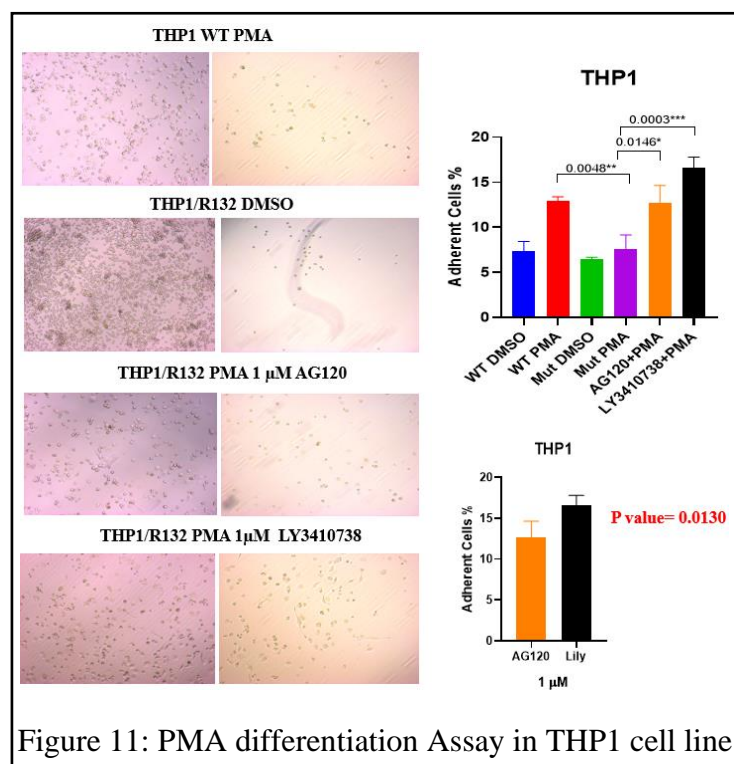 THP1 WT PMA
THP1/R132 DMSO
THP1/R132 PMA 1 µM AG120
THP1/R132 PMA 1µM LY3410738
THP1
0.0003***
0.0146*
0.0048**
Adherent Cells %
20
15
10
5
0
WT DMSO
WT PMA
Mut DMSO
Mut PMA
AG120+PMA
LY3410738+PMA
THP1
P value= 0.0130
Adherent Cells %
20
15
10
5
0
AG120 Lily
1 µM
Figure 11: PMA differentiation Assay in THP1 cell line